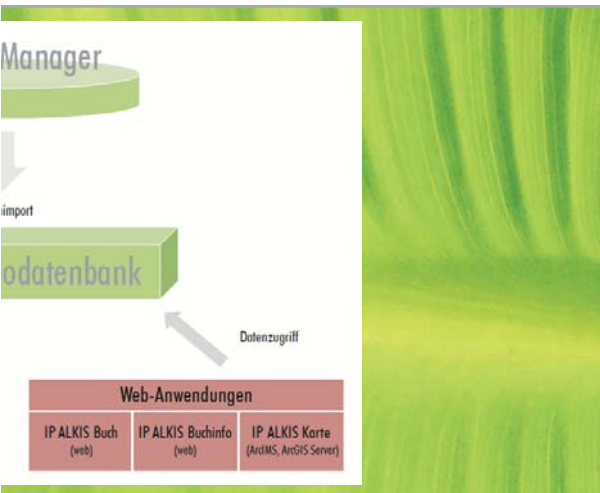 Manager
import
odatenbank
Datenzugriff
Web-Anwendungen
IP ALKIS Buch
(web)
IP ALKIS Buchinfo
(web)
IP ALKIS Karte
(ArcIMS, ArcGIS Server)